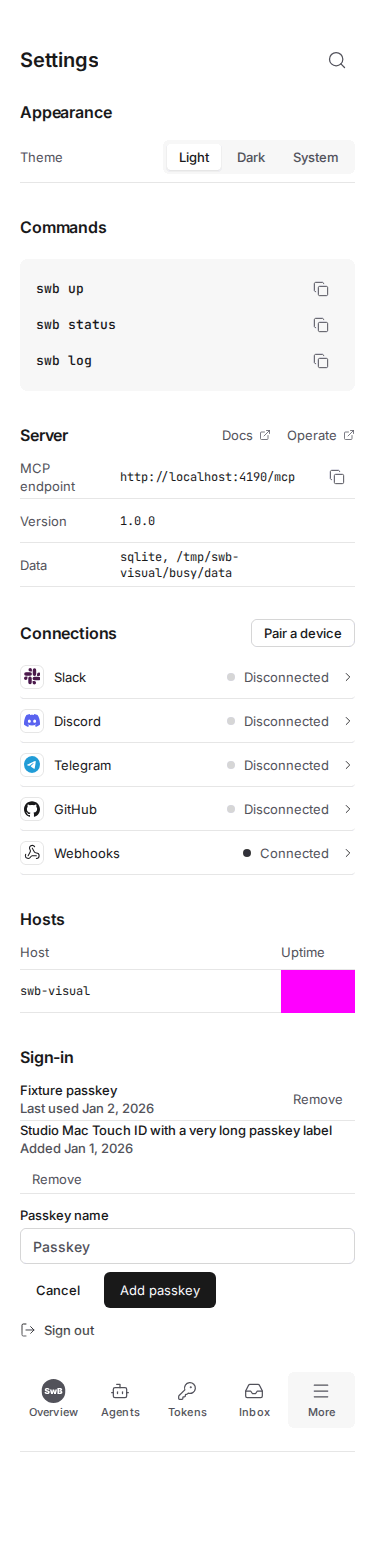 Settings
Appearance
Theme
Light
Dark
System
Commands
swb up
swb status
swb log
Server
Docs
Operate
MCP
endpoint
http://localhost:4190/mcp
Version
1.0.0
Data
sqlite, /tmp/swb-
visual/busy/data
Connections
Pair a device
Slack
Disconnected
Discord
Disconnected
Telegram
Disconnected
GitHub
Disconnected
Webhooks
Connected
Hosts
Host
Uptime
swb-visual
Sign-in
Fixture passkey
Last used Jan 2, 2026
Remove
Studio Mac Touch ID with a very long passkey label
Added Jan 1, 2026
Remove
Passkey name
Passkey
Cancel
Add passkey
Sign out
SwB
Overview
Agents
Tokens
Inbox
More